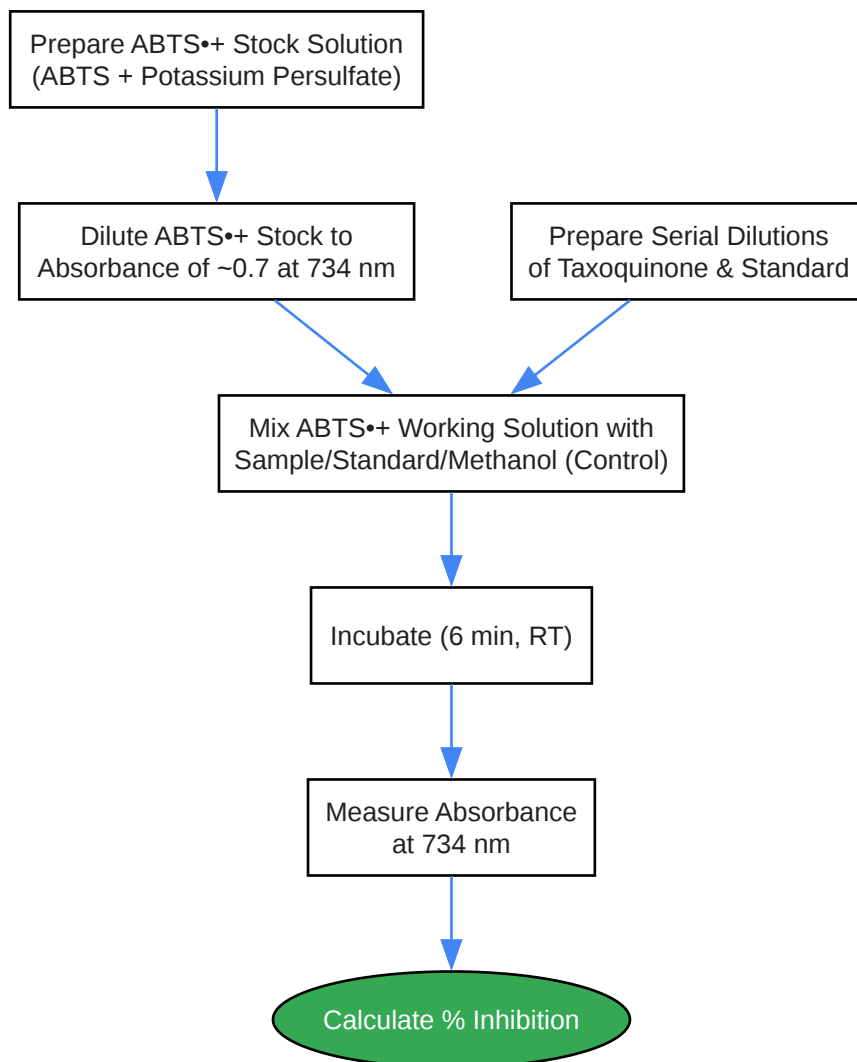 Prepare ABTS•+ Stock Solution
(ABTS + Potassium Persulfate)
Dilute ABTS•+ Stock to
Absorbance of ~0.7 at 734 nm
Prepare Serial Dilutions
of Taxoquinone & Standard
Mix ABTS•+ Working Solution with
Sample/Standard/Methanol (Control)
Incubate (6 min, RT)
Measure Absorbance
at 734 nm
Calculate % Inhibition